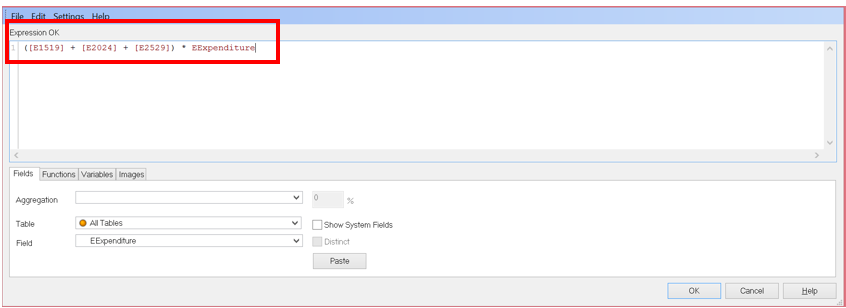 File Edit Settings Help
Expression OK
1 ([E1519] + [E2024] + [E2529]) * EExpenditure
Fields Functions Variables Images
Aggregation 0 %
Table All Tables Show System Fields
Field EExpenditure Distinct
Paste
OK Cancel Help